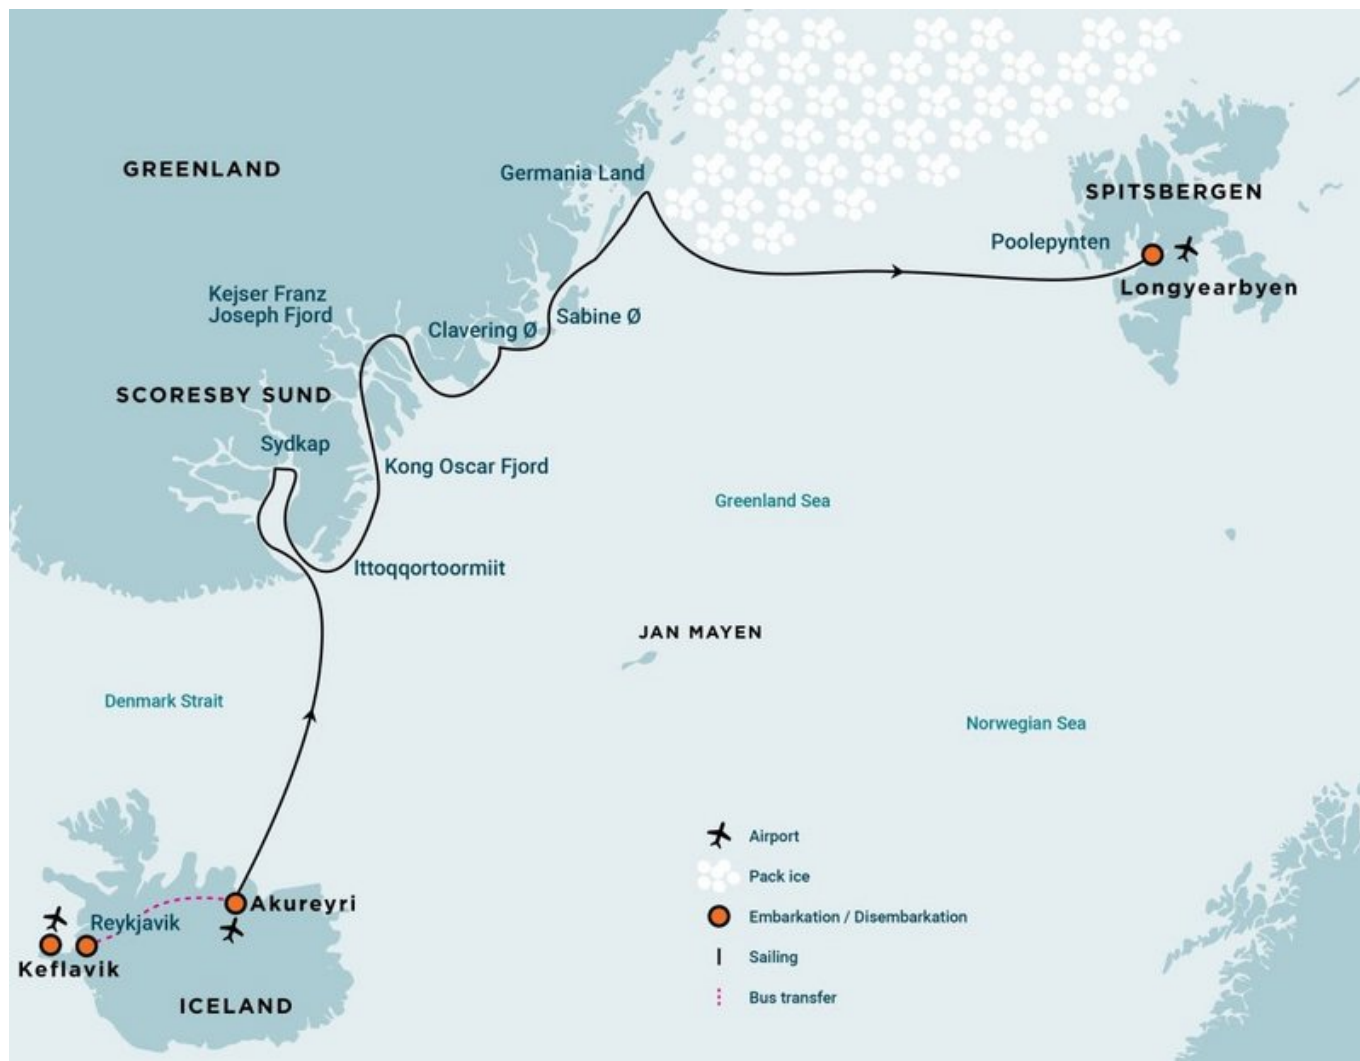 GREENLAND
Germania Land
SPITSBERGEN
Poolepynten
Longyearbyen
Kejser Franz
Joseph Fjord
Clavering Ø
Sabine Ø
SCORESBY SUND
Sydkap
Kong Oscar Fjord
Greenland Sea
Ittoqqortoormiit
JAN MAYEN
Denmark Strait
Norwegian Sea
Akureyri
Reykjavik
Keflavik
ICELAND
Airport
Pack ice
Embarkation / Disembarkation
Sailing
Bus transfer